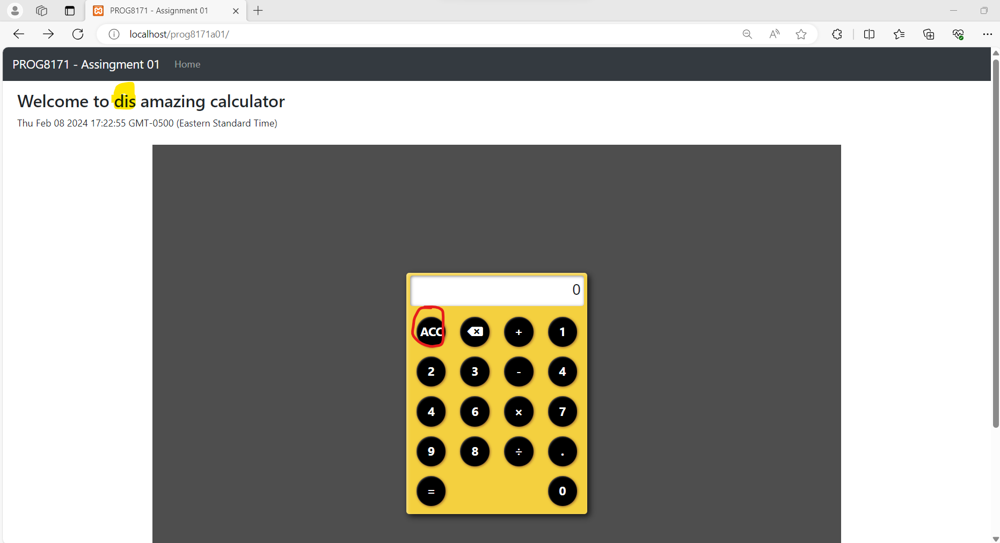 PROG8171 - Assignment 01
localhost/prog8171a01/
PROG8171 - Assingment 01 Home
Welcome to dis amazing calculator
Thu Feb 08 2024 17:22:55 GMT-0500 (Eastern Standard Time)
0
ACC + 1
2 3 - 4
4 6 × 7
9 8 ÷ .
= 0